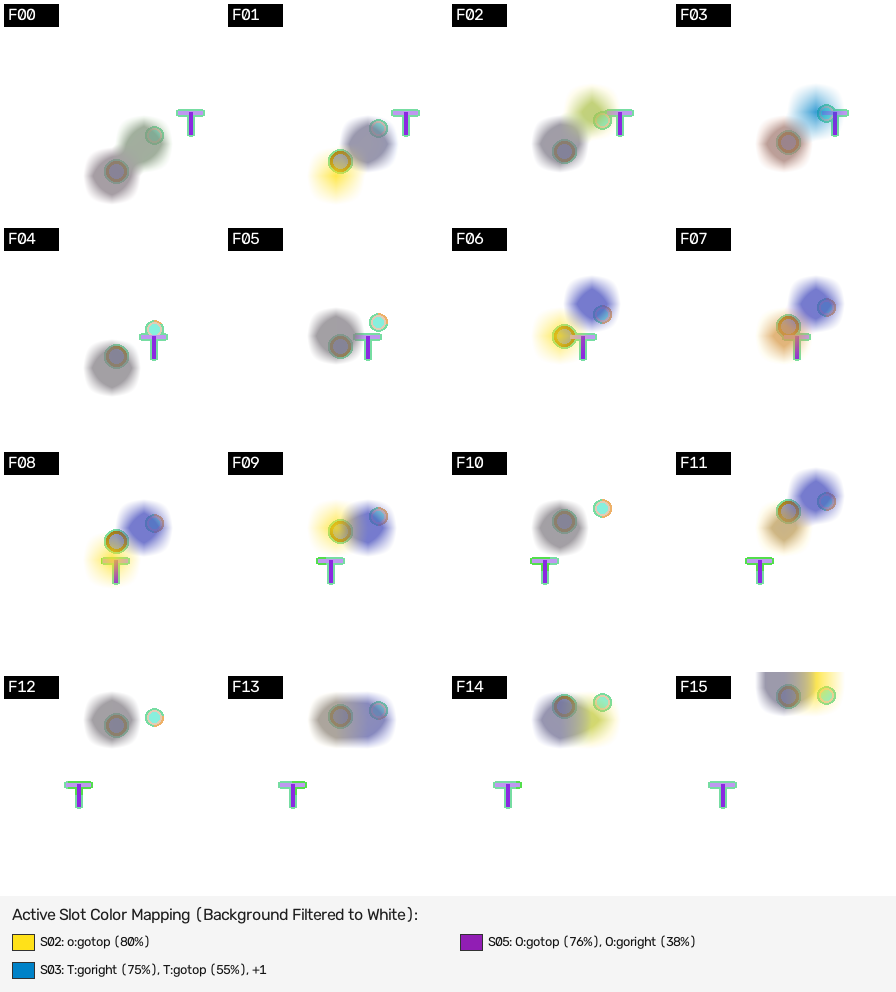 F00 F01 F02 F03
F04 F05 F06 F07
F08 F09 F10 F11
F12 F13 F14 F15
Active Slot Color Mapping (Background Filtered to White):
S02: o:gotop (80%) S05: O:gotop (76%), O:goright (38%)
S03: T:goright (75%), T:gotop (55%), +1